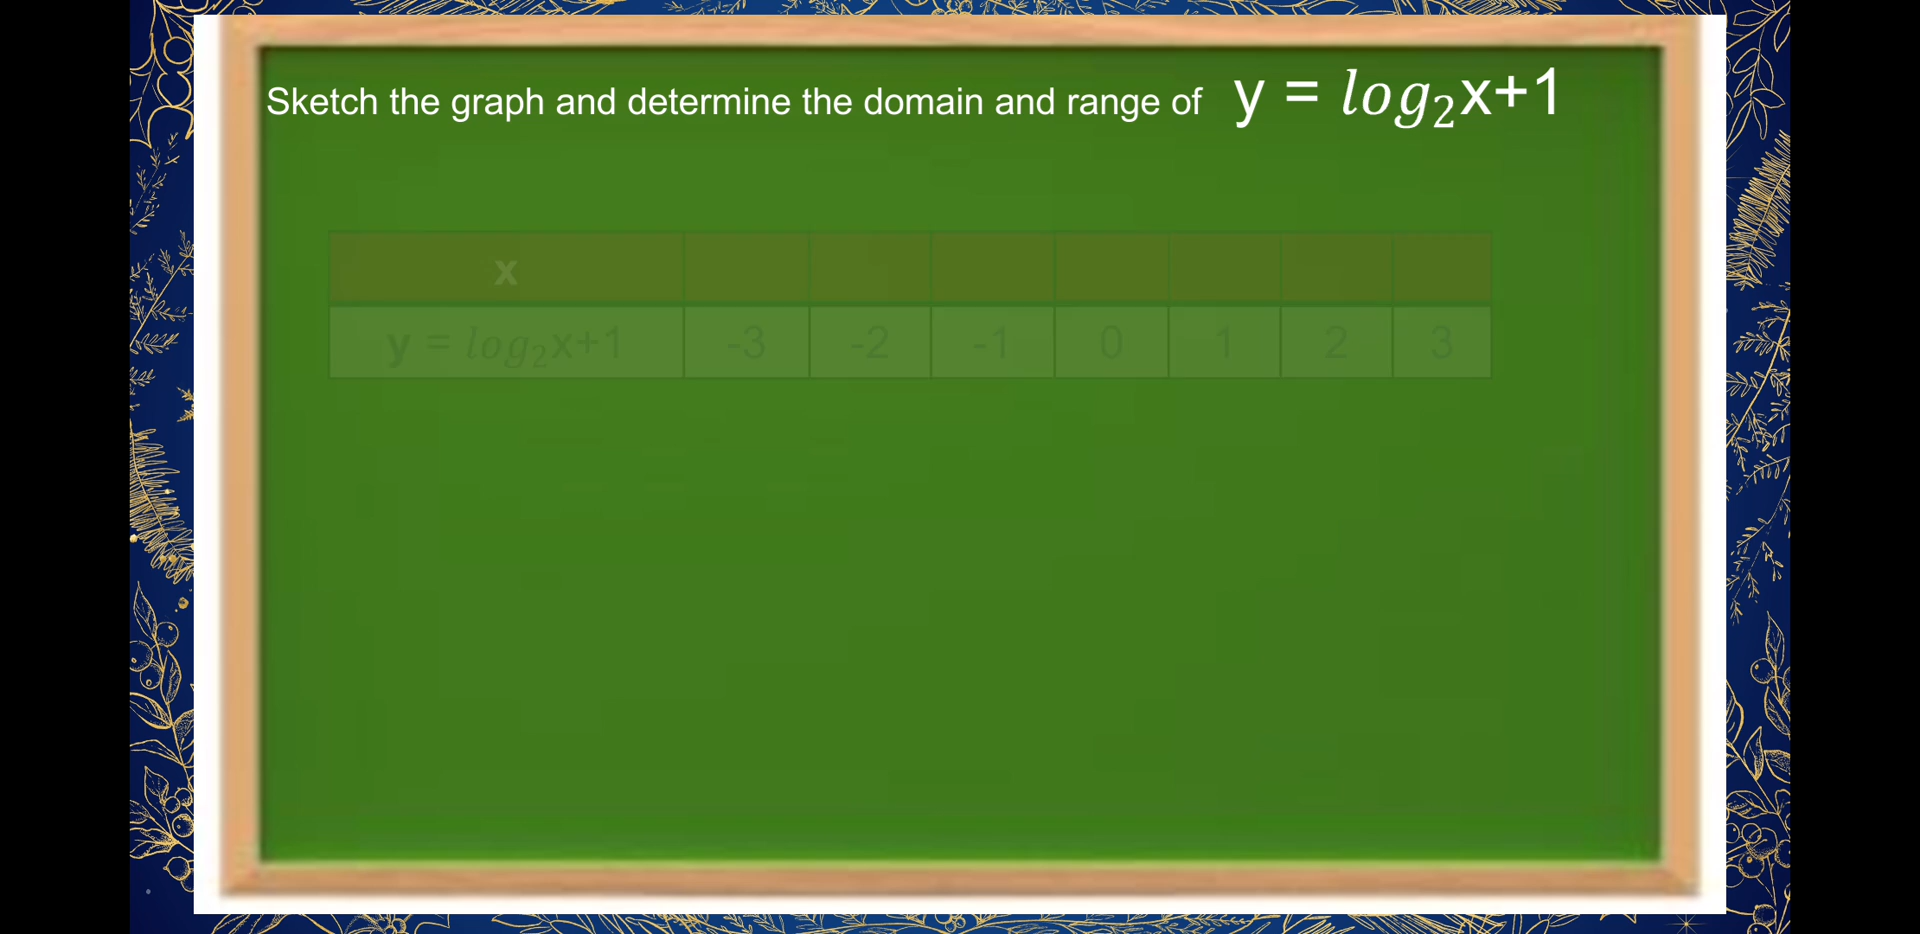 Sketch the graph and determine the domain and range of y = log₂x+1
x
y = log₂x+1 -3 -2 -1 0 1 2 3